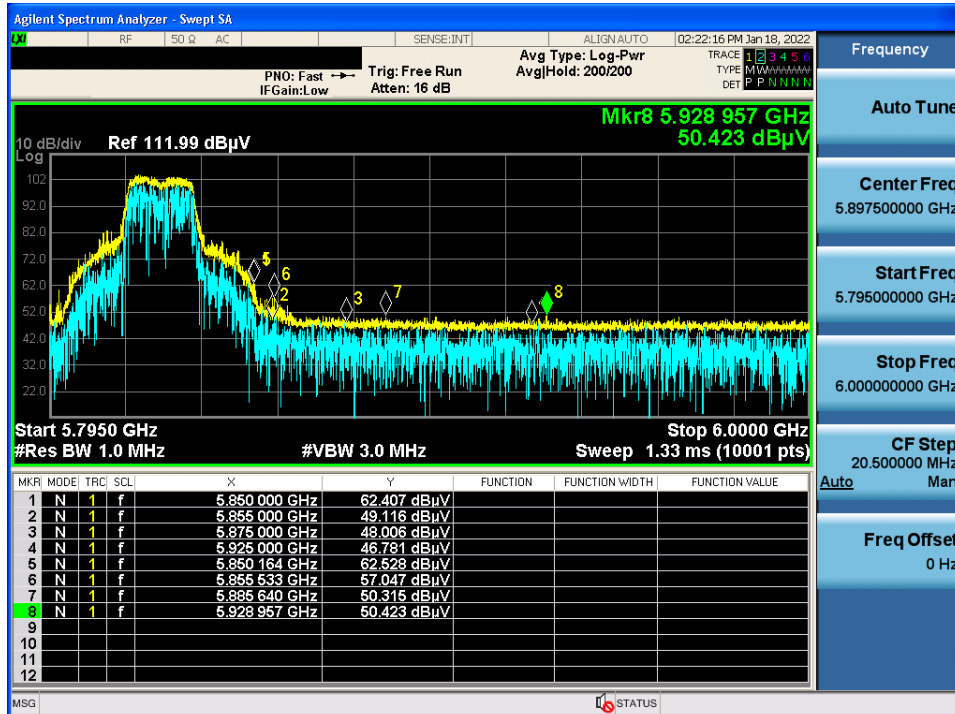 Agilent Spectrum Analyzer - Swept SA
LXI RF 50 Ω AC SENSE:INT ALIGNAUTO 02:22:16 PM Jan 18, 2022
PNO: Fast Trig: Free Run Avg Type: Log-Pwr TRACE 1 2 3 4 5 6
IFGain:Low Atten: 16 dB Avg|Hold: 200/200 TYPE M W W W W W
DET P P N N N N
Mkr8 5.928 957 GHz
50.423 dBµV
10 dB/div Ref 111.99 dBµV
Log
102
92.0
82.0
72.0
62.0
52.0
42.0
32.0
22.0
5
6
2
3
7
8
Start 5.7950 GHz Stop 6.0000 GHz
#Res BW 1.0 MHz #VBW 3.0 MHz Sweep 1.33 ms (10001 pts)
MKR MODE TRC SCL X Y FUNCTION FUNCTION WIDTH FUNCTION VALUE
1 N 1 f 5.850 000 GHz 62.407 dBµV
2 N 1 f 5.855 000 GHz 49.116 dBµV
3 N 1 f 5.875 000 GHz 48.006 dBµV
4 N 1 f 5.925 000 GHz 46.781 dBµV
5 N 1 f 5.850 164 GHz 62.528 dBµV
6 N 1 f 5.855 533 GHz 57.047 dBµV
7 N 1 f 5.885 640 GHz 50.315 dBµV
8 N 1 f 5.928 957 GHz 50.423 dBµV
9
10
11
12
MSG STATUS
Frequency
Auto Tune
Center Freq
5.897500000 GHz
Start Freq
5.795000000 GHz
Stop Freq
6.000000000 GHz
CF Step
20.500000 MHz
Auto Man
Freq Offset
0 Hz